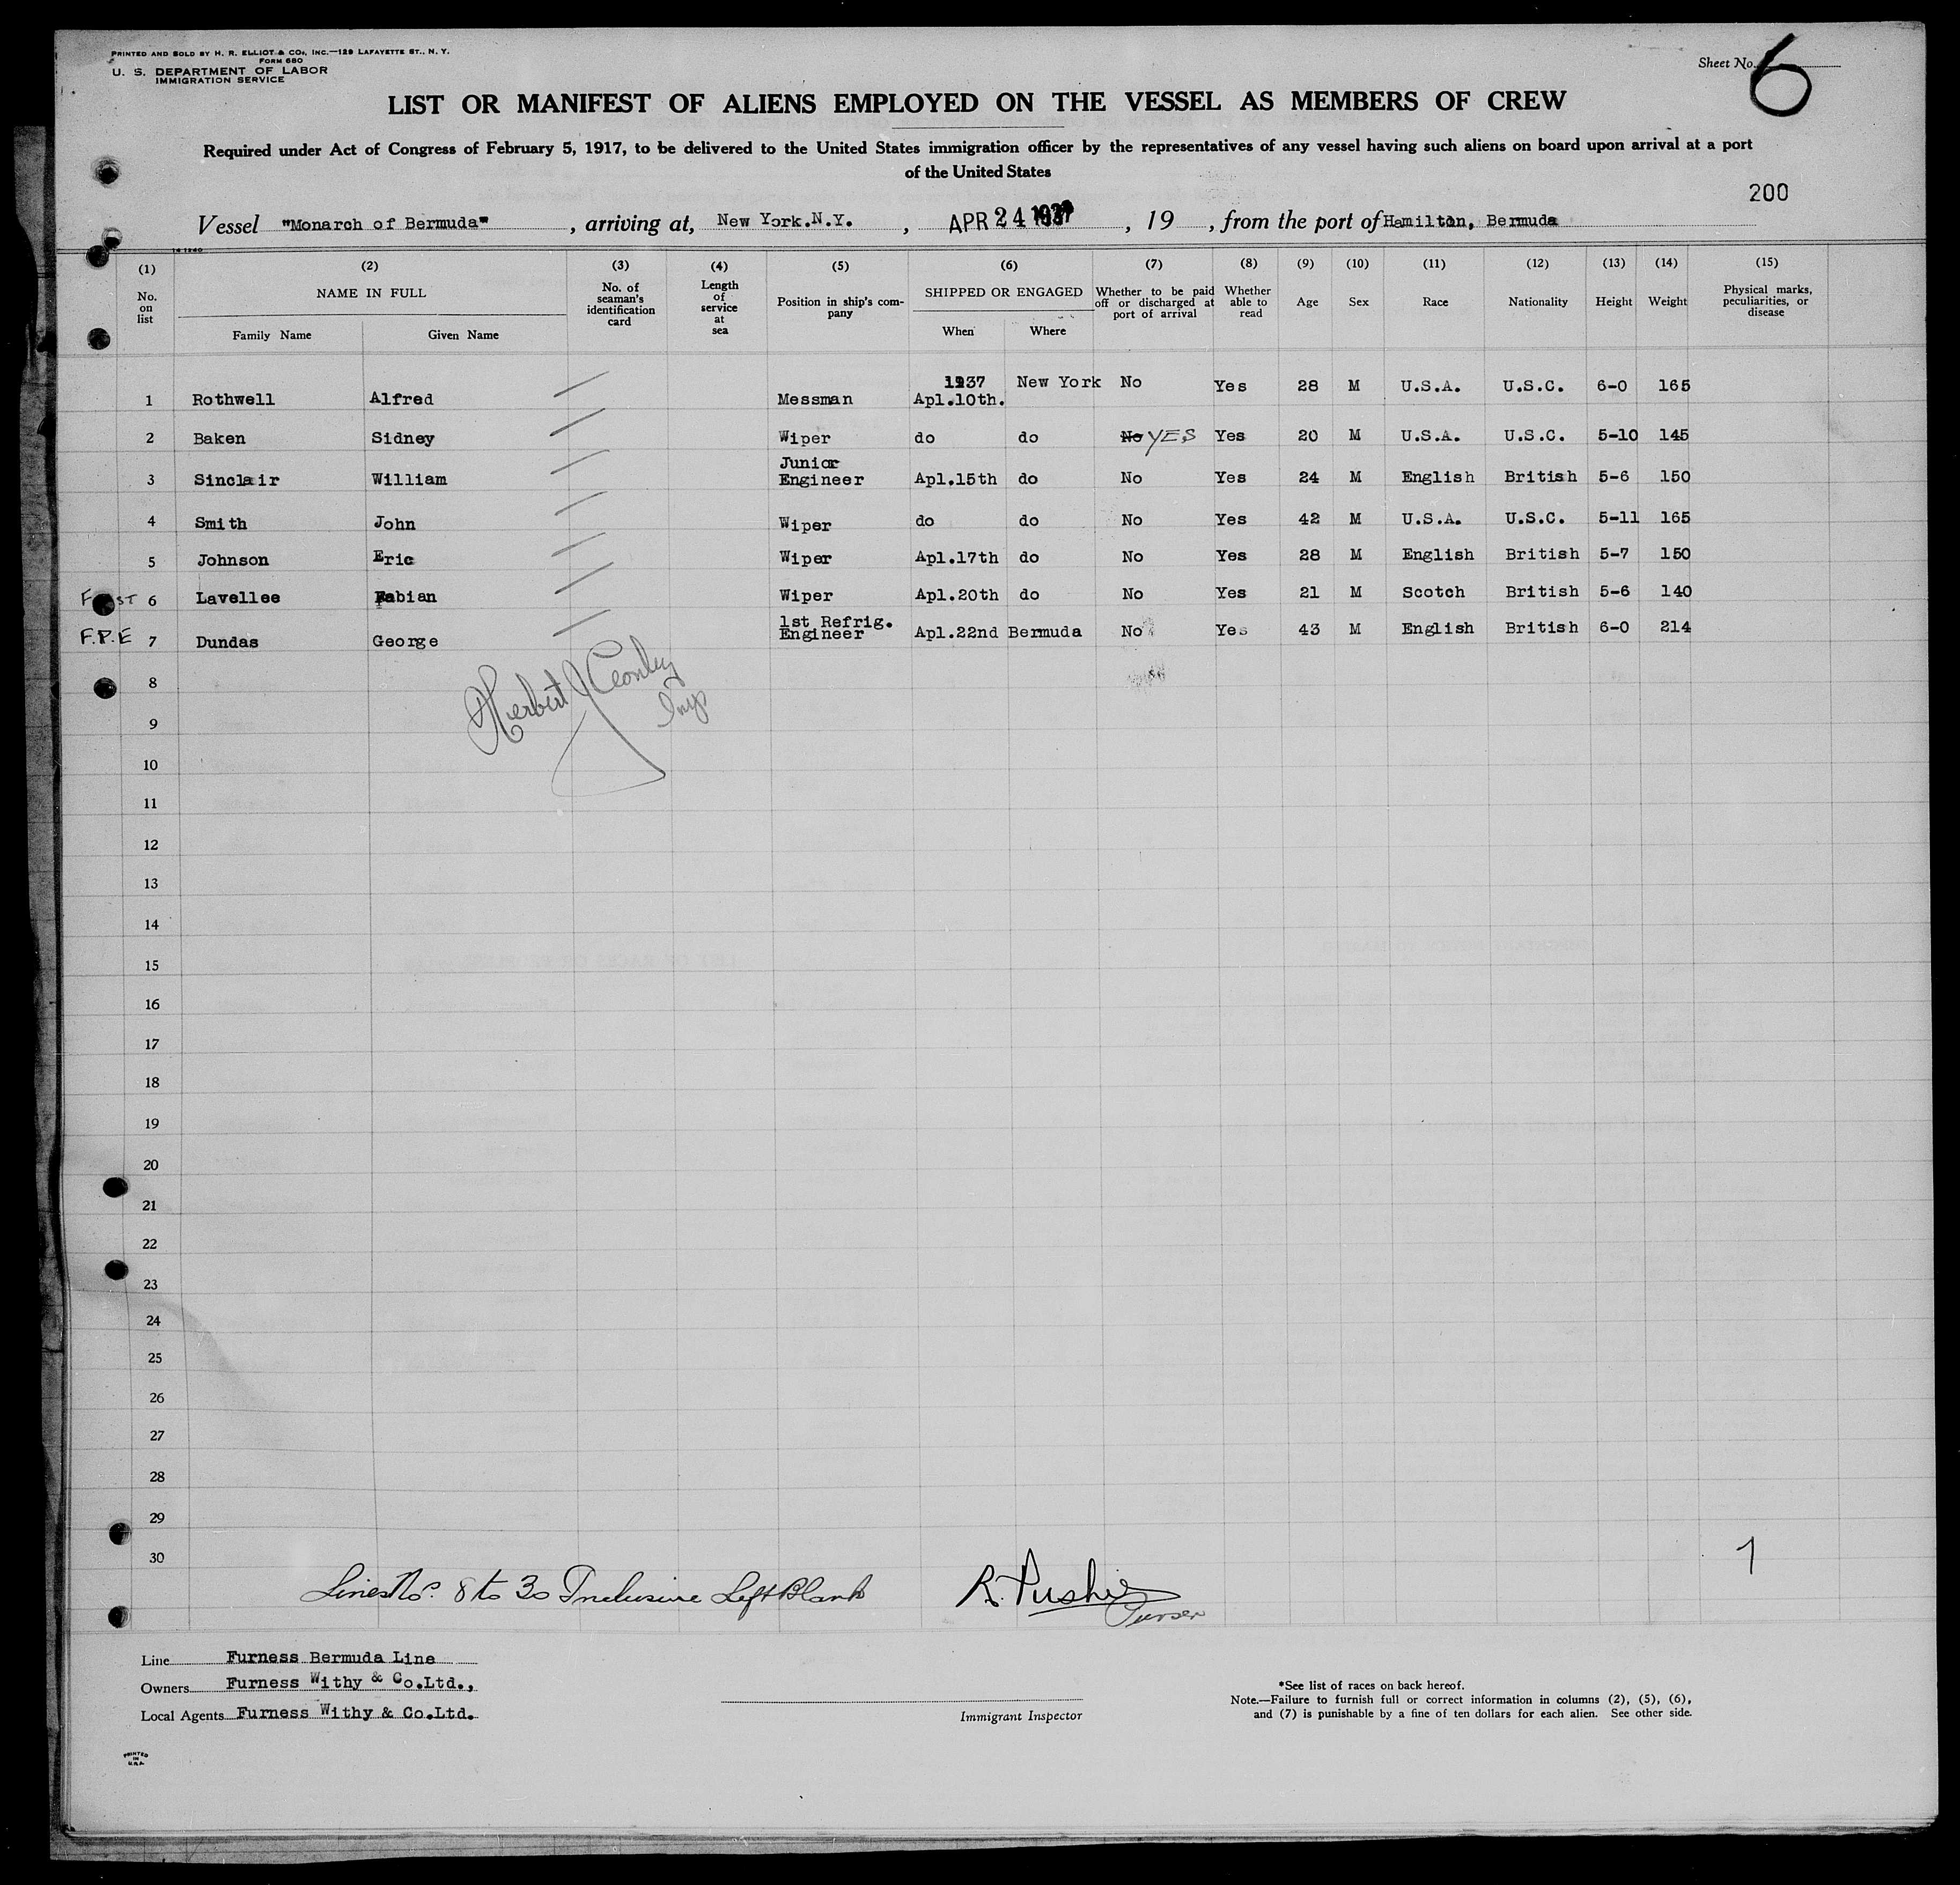 PRINTED AND SOLD BY H. R. ELLIOT & CO., INC.—129 LAFAYETTE ST., N. Y.
FORM 680
U. S. DEPARTMENT OF LABOR
IMMIGRATION SERVICE
Sheet No. 6
LIST OR MANIFEST OF ALIENS EMPLOYED ON THE VESSEL AS MEMBERS OF CREW
Required under Act of Congress of February 5, 1917, to be delivered to the United States immigration officer by the representatives of any vessel having such aliens on board upon arrival at a port
of the United States
200
Vessel "Monarch of Bermuda" , arriving at, New York.N.Y. , APR 24 1937 , 19 , from the port of Hamilton, Bermuda
(1) (2) (3) (4) (5) (6) (7) (8) (9) (10) (11) (12) (13) (14) (15)
No. on list NAME IN FULL Family Name Given Name No. of seaman's identification card Length of service at sea Position in ship's company SHIPPED OR ENGAGED When Where Whether to be paid off or discharged at port of arrival Whether able to read Age Sex Race Nationality Height Weight Physical marks, peculiarities, or disease
1 Rothwell Alfred Messman 1937 Apl.10th. New York No Yes 28 M U.S.A. U.S.C. 6-0 165
2 Baken Sidney Wiper do do No YES Yes 20 M U.S.A. U.S.C. 5-10 145
3 Sinclair William Junior Engineer Apl.15th do No Yes 24 M English British 5-6 150
4 Smith John Wiper do do No Yes 42 M U.S.A. U.S.C. 5-11 165
5 Johnson Eric Wiper Apl.17th do No Yes 28 M English British 5-7 150
6 Lavellee Fabian Wiper Apl.20th do No Yes 21 M Scotch British 5-6 140
F.P.E 7 Dundas George 1st Refrig. Engineer Apl.22nd Bermuda No Yes 43 M English British 6-0 214
8
Herbert J Conley
Insp
9
10
11
12
13
14
15
16
17
18
19
20
21
22
23
24
25
26
27
28
29
30
7
Lines Nos. 8 to 30 Inclusive Left Blank R. Pushie
Purser
Line Furness Bermuda Line
Owners Furness Withy & Co.Ltd.,
Local Agents Furness Withy & Co.Ltd.
Immigrant Inspector
*See list of races on back hereof.
Note.—Failure to furnish full or correct information in columns (2), (5), (6),
and (7) is punishable by a fine of ten dollars for each alien. See other side.
PRINTED
IN
U.S.A.